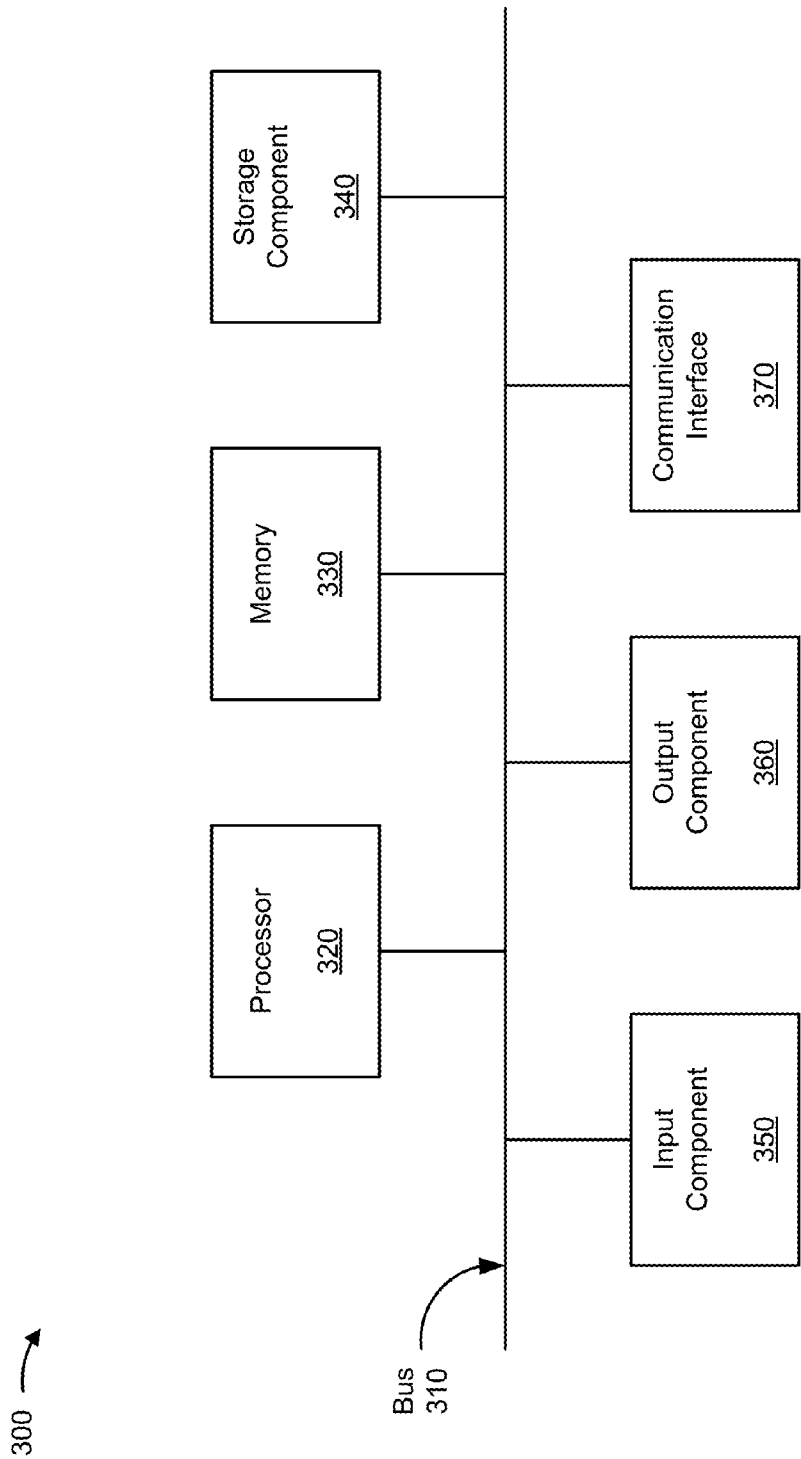 300
Bus
310
Processor
320
Memory
330
Storage
Component
340
Input
Component
350
Output
Component
360
Communication
Interface
370